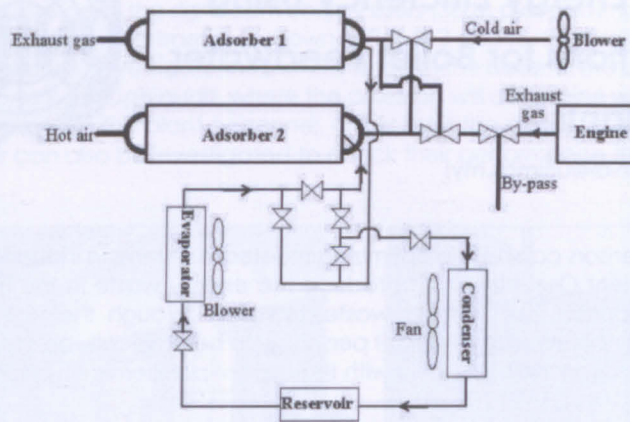 Exhaust gas
Adsorber 1
Cold air
Blower
Hot air
Adsorber 2
Exhaust
gas
Engine
By-pass
Evaporator
Blower
Fan
Condenser
Reservoir